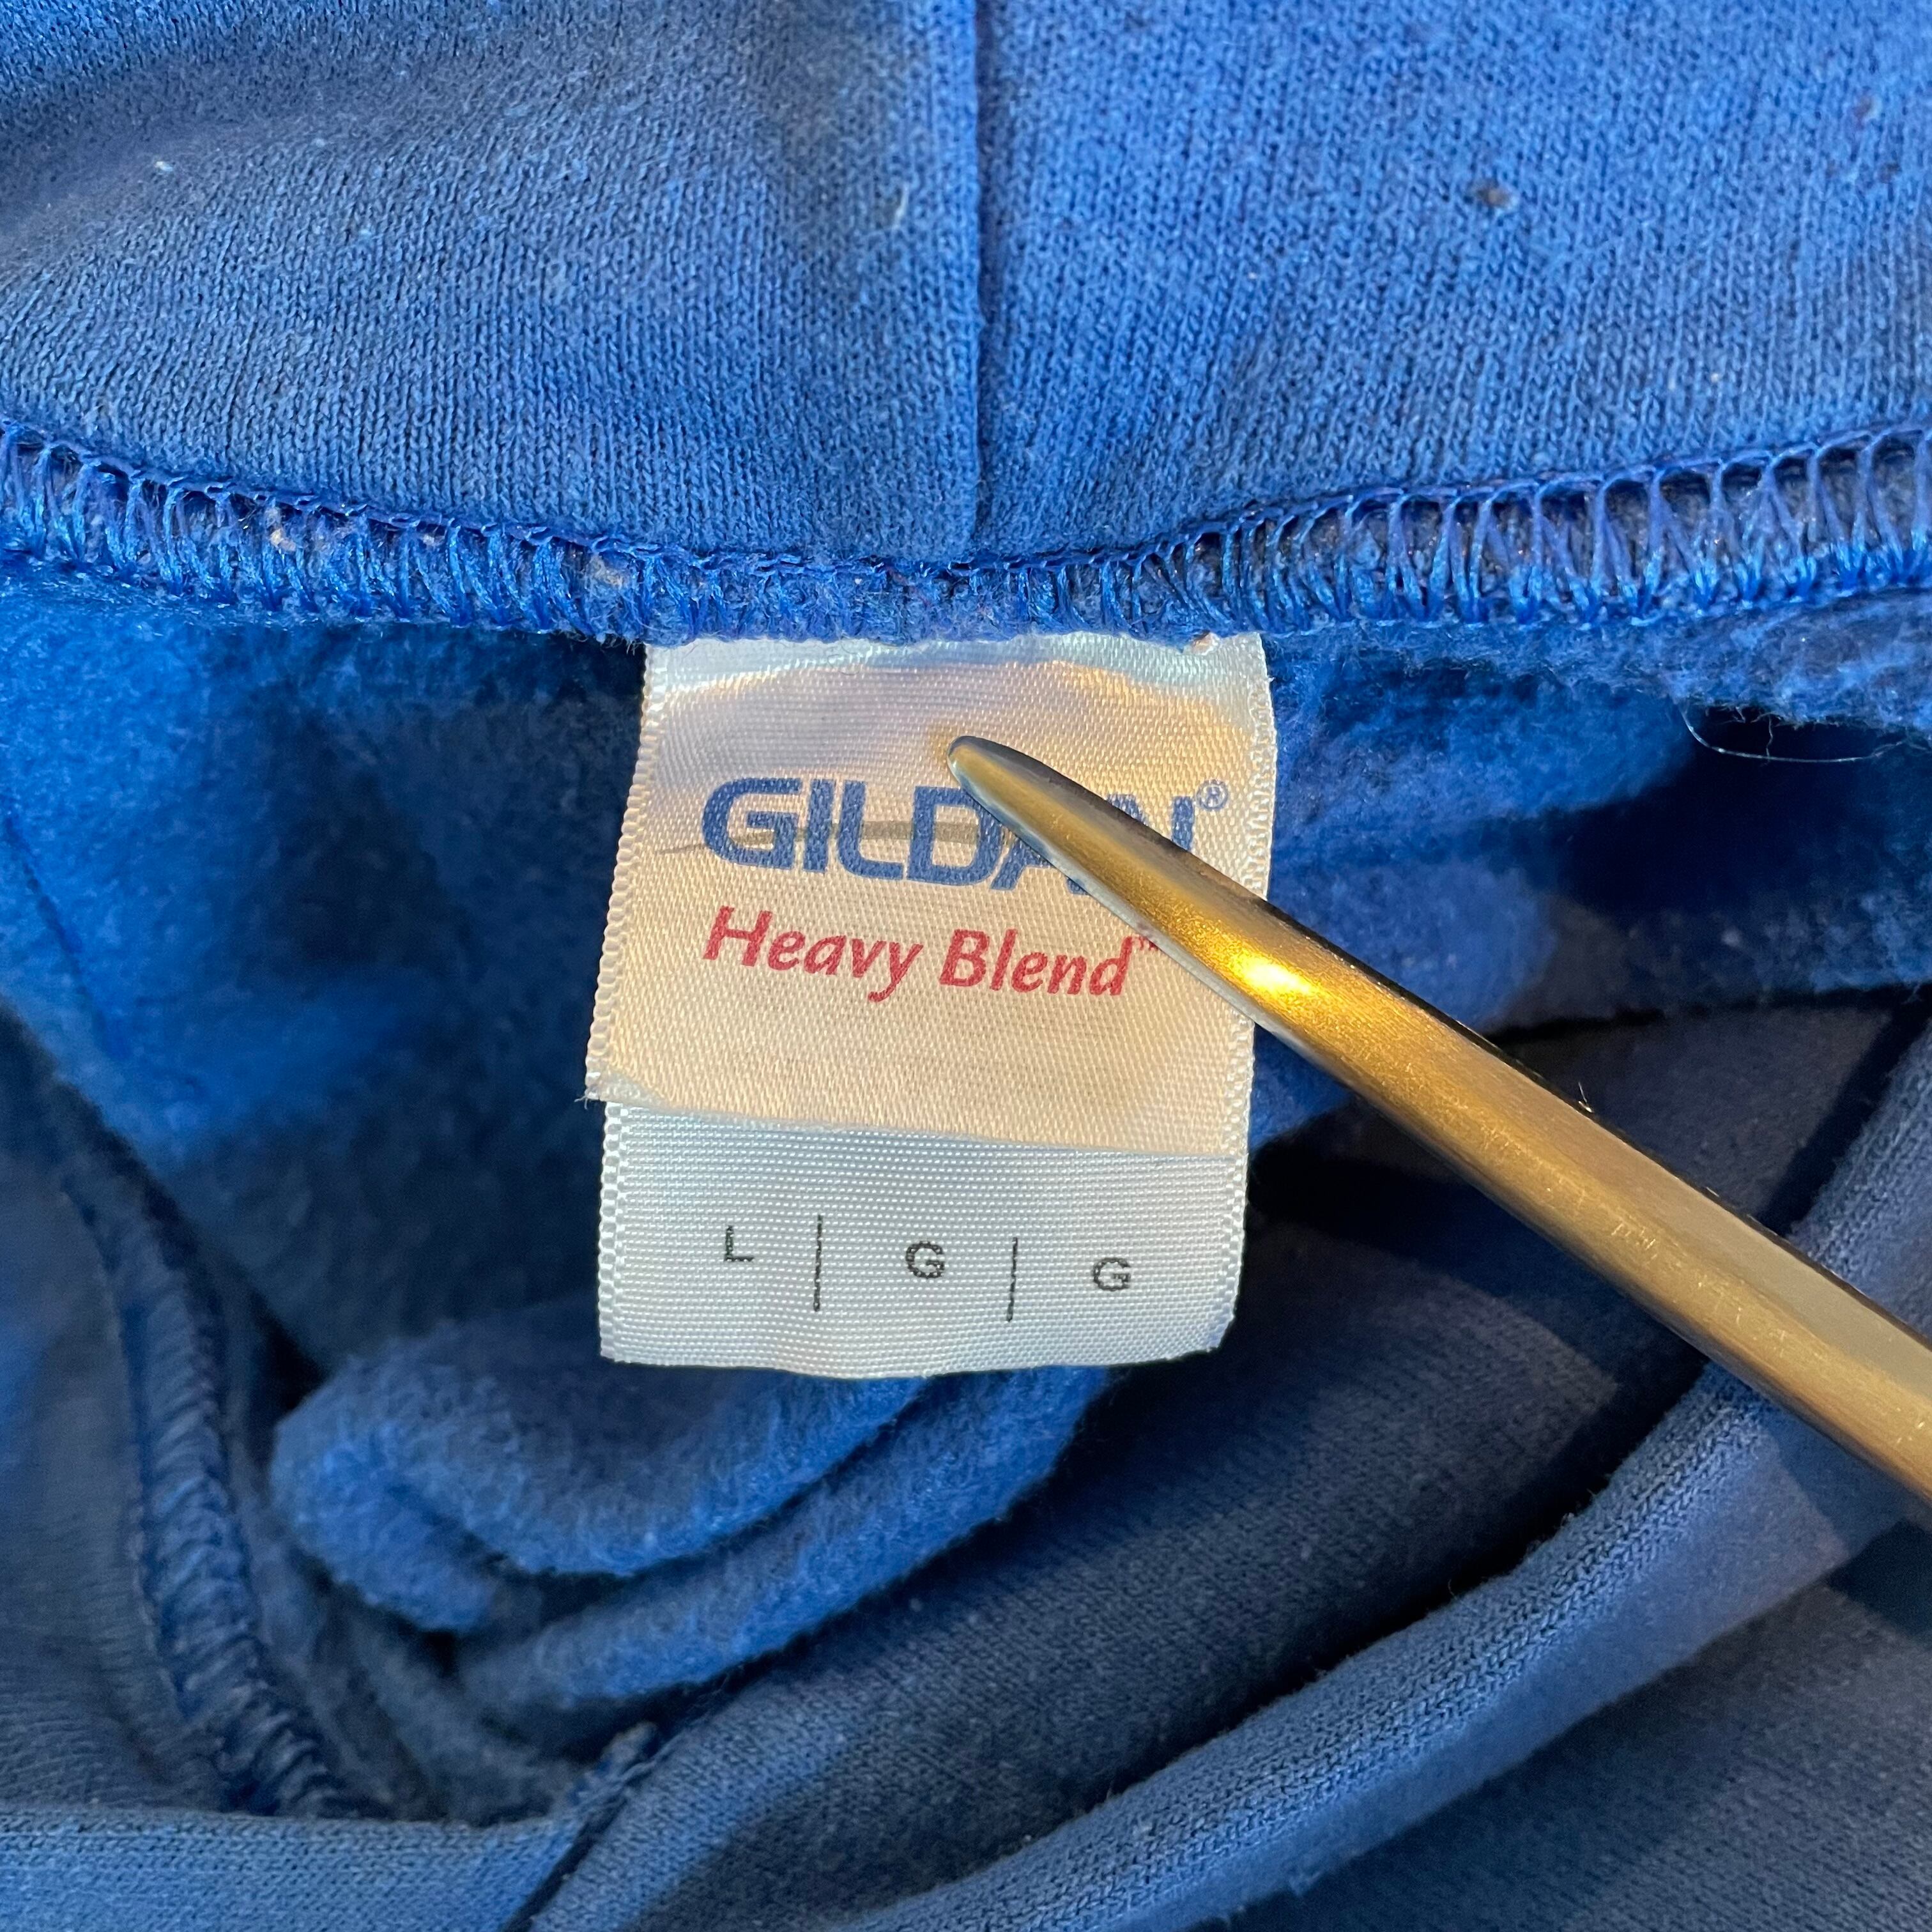 GILDAN®
Heavy Blend™
L | G | G